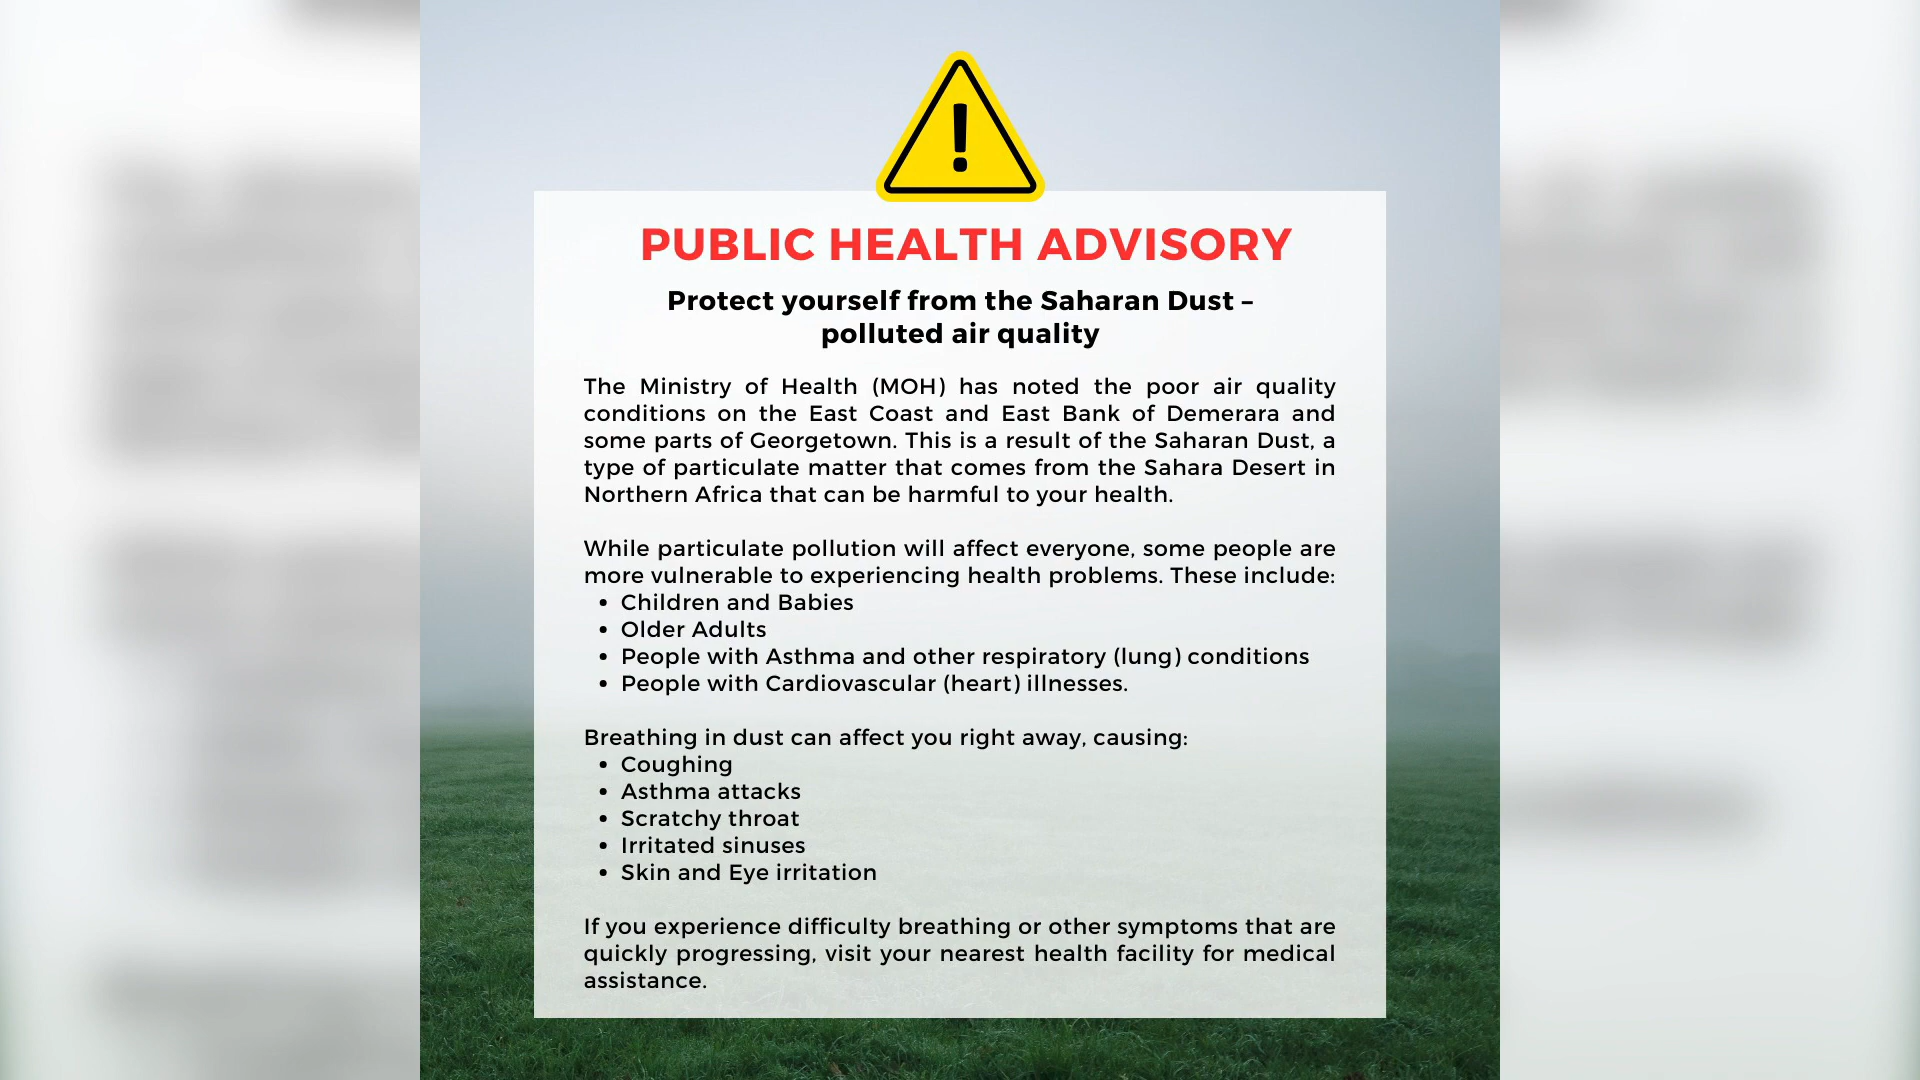 !
PUBLIC HEALTH ADVISORY
Protect yourself from the Saharan Dust –
polluted air quality
The Ministry of Health (MOH) has noted the poor air quality
conditions on the East Coast and East Bank of Demerara and
some parts of Georgetown. This is a result of the Saharan Dust, a
type of particulate matter that comes from the Sahara Desert in
Northern Africa that can be harmful to your health.
While particulate pollution will affect everyone, some people are
more vulnerable to experiencing health problems. These include:
• Children and Babies
• Older Adults
• People with Asthma and other respiratory (lung) conditions
• People with Cardiovascular (heart) illnesses.
Breathing in dust can affect you right away, causing:
• Coughing
• Asthma attacks
• Scratchy throat
• Irritated sinuses
• Skin and Eye irritation
If you experience difficulty breathing or other symptoms that are
quickly progressing, visit your nearest health facility for medical
assistance.